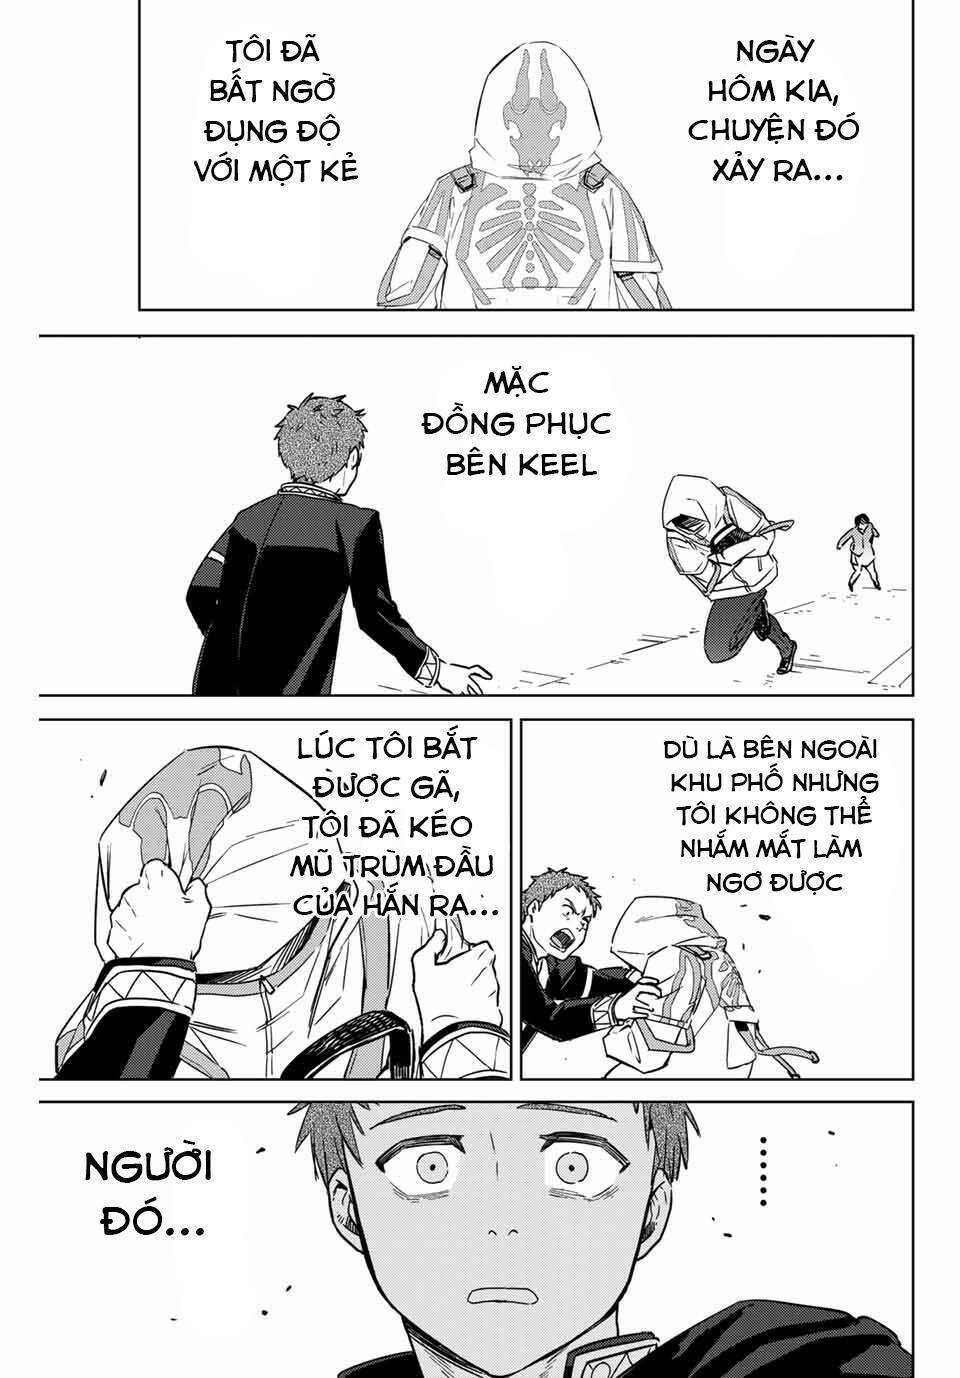 NGÀY
HÔM KIA,
CHUYỆN ĐÓ
XẢY RA...
TÔI ĐÃ
BẤT NGỜ
ĐỤNG ĐỘ
VỚI MỘT KẺ
MẶC
ĐỒNG PHỤC
BÊN KEEL
DÙ LÀ BÊN NGOÀI
KHU PHỐ NHƯNG
TÔI KHÔNG THỂ
NHẮM MẮT LÀM
NGƠ ĐƯỢC
LÚC TÔI BẮT
ĐƯỢC GÃ,
TÔI ĐÃ KÉO
MŨ TRÙM ĐẦU
CỦA HẮN RA...
......
NGƯỜI
ĐÓ...